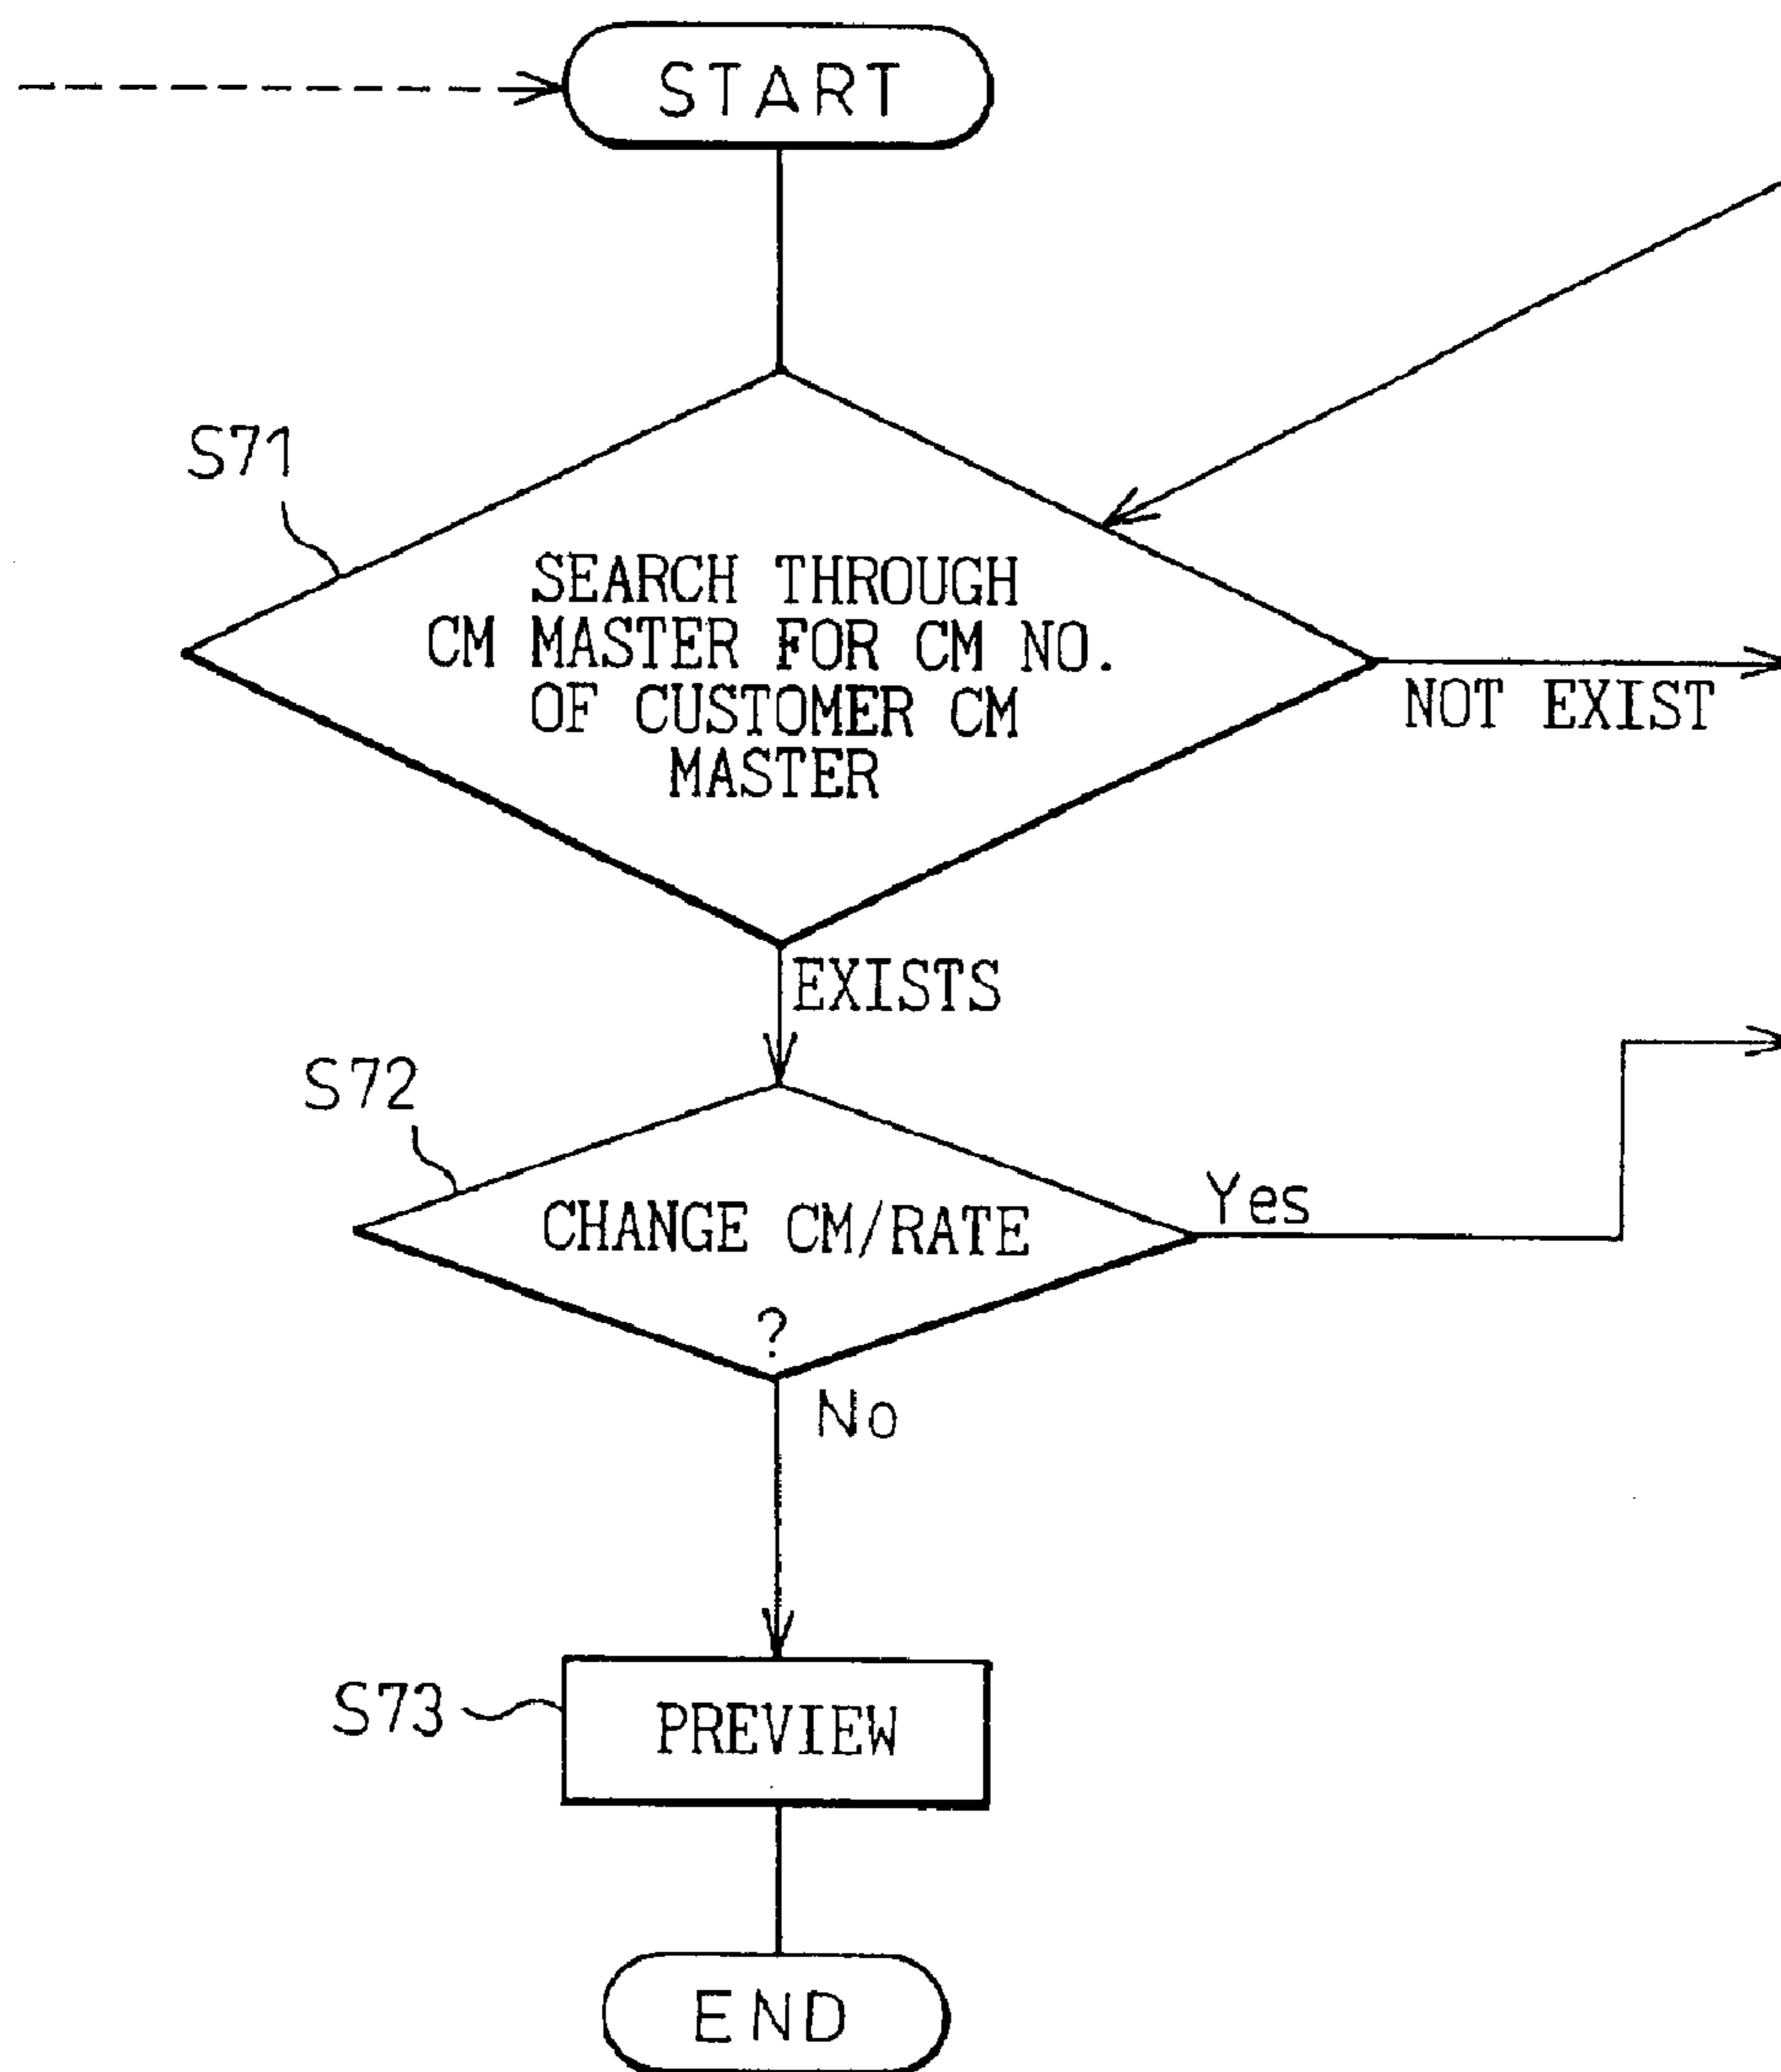 START
S71
SEARCH THROUGH
CM MASTER FOR CM NO.
OF CUSTOMER CM
MASTER
NOT EXIST
EXISTS
S72
CHANGE CM/RATE
?
Yes
No
S73
PREVIEW
END